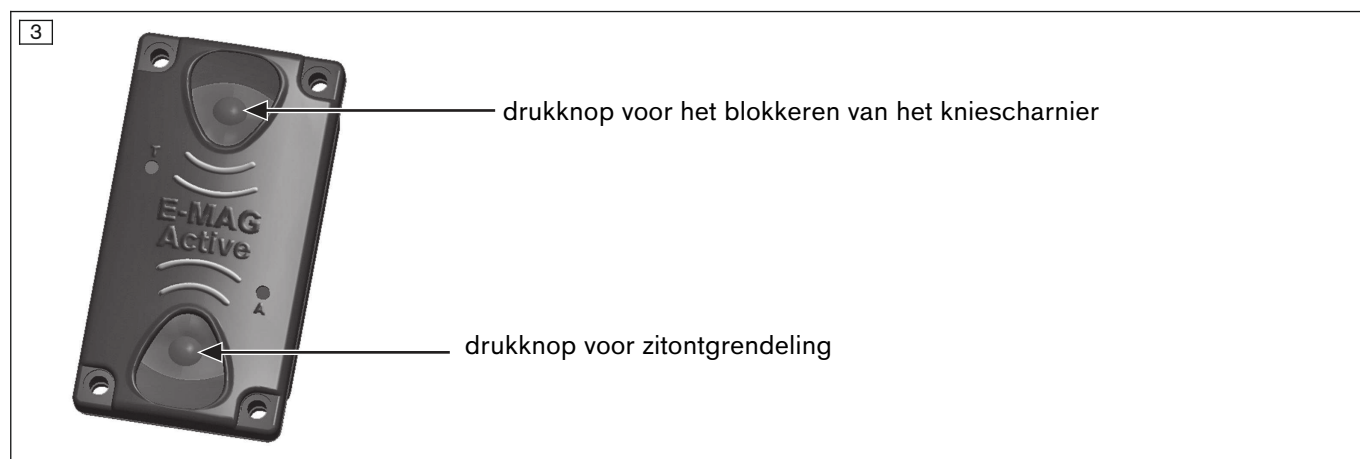 3
drukknop voor het blokkeren van het kniescharnier
T
E-MAG
Active
A
drukknop voor zitontgrendeling